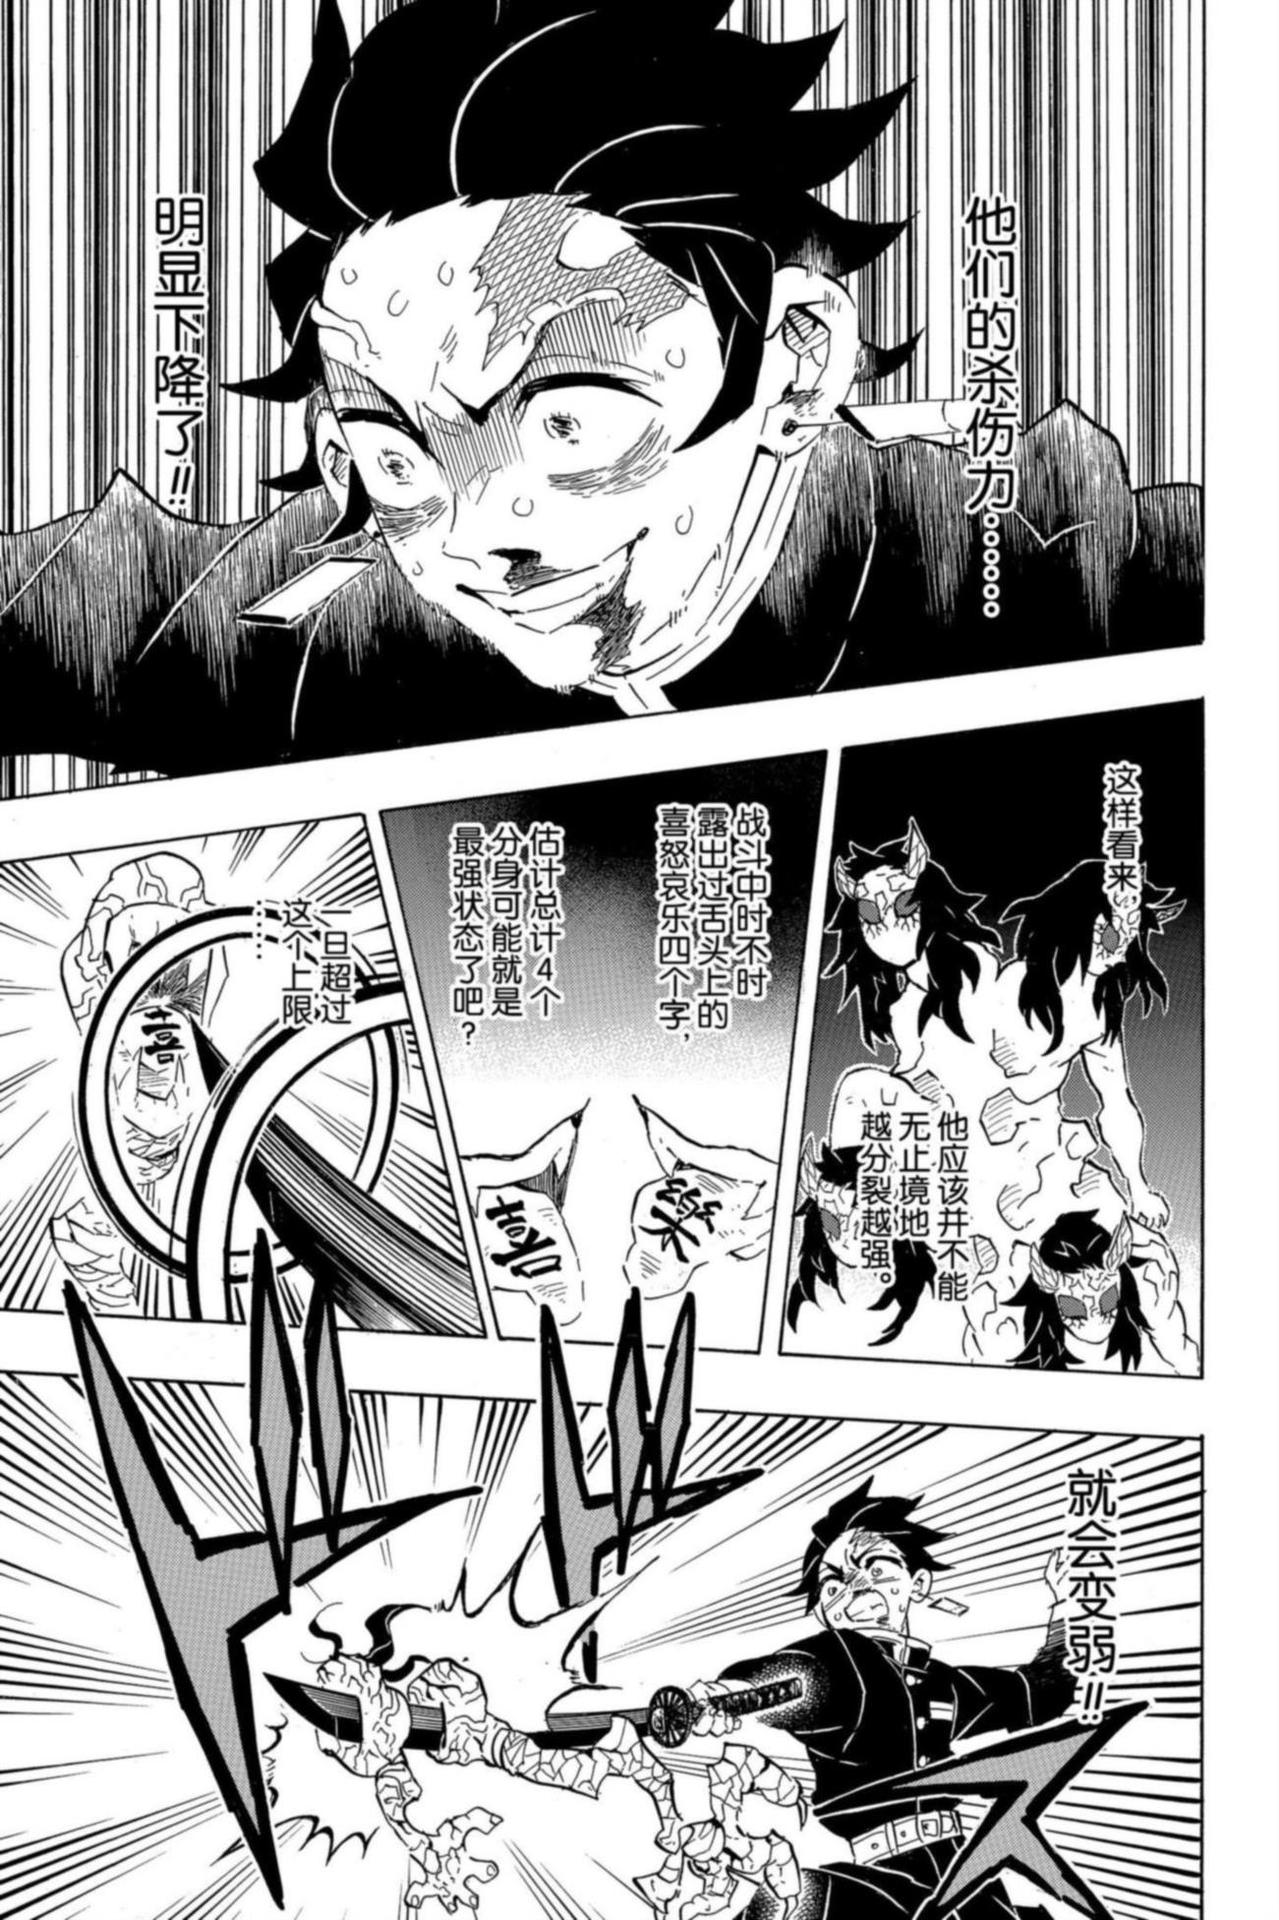 他们的杀伤力……
明显下降了!!
这样看来
他应该并不能
无止境地
越分裂越强。
战斗中时不时
露出过舌头上的
喜怒哀乐四个字，
估计总计4个
分身可能就是
最强状态了吧？
樂
喜
一旦超过
这个上限
……
喜
就会变弱!!